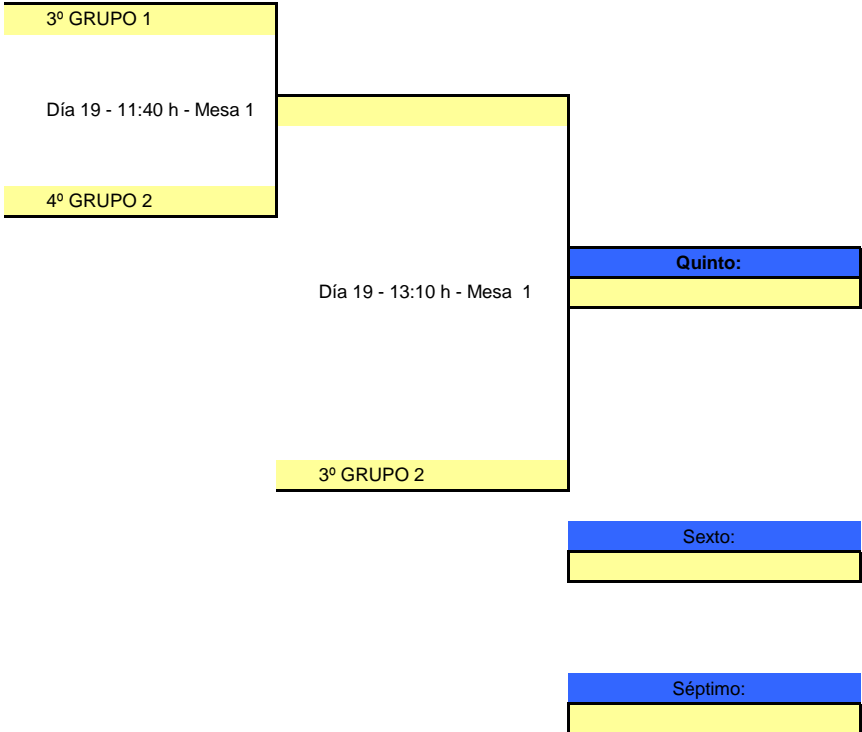 3º GRUPO 1
Día 19 - 11:40 h - Mesa 1
4º GRUPO 2
Quinto:
Día 19 - 13:10 h - Mesa 1
3º GRUPO 2
Sexto:
Séptimo: